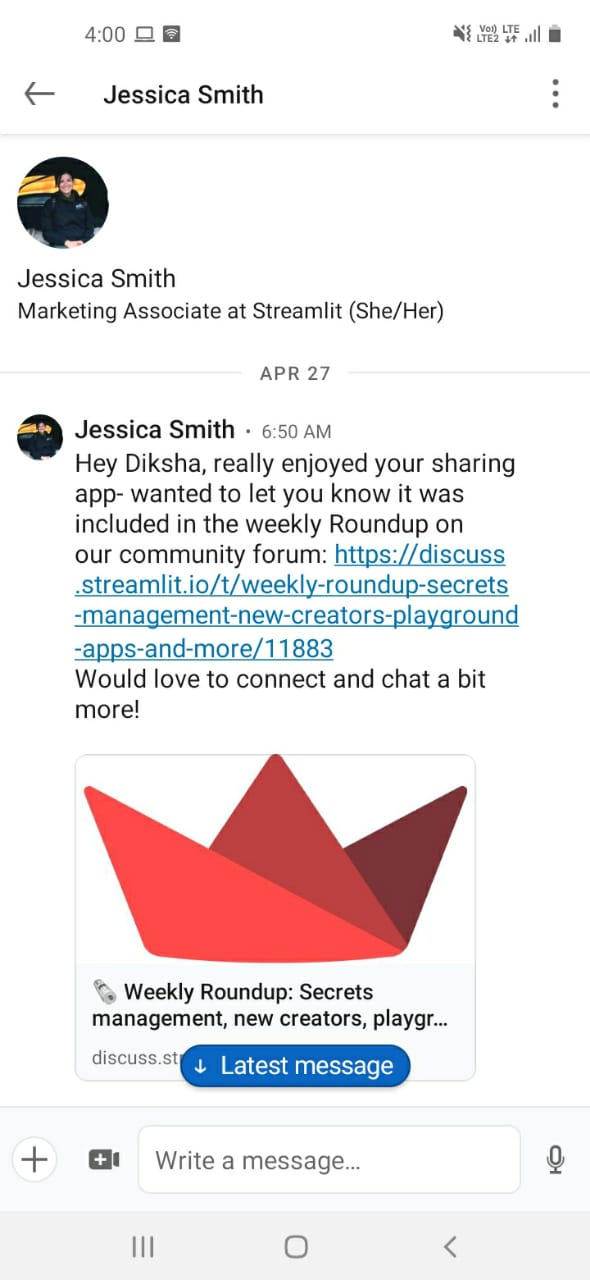 4:00
Vo) LTE
LTE2
Jessica Smith
Jessica Smith
Marketing Associate at Streamlit (She/Her)
APR 27
Jessica Smith • 6:50 AM
Hey Diksha, really enjoyed your sharing
app- wanted to let you know it was
included in the weekly Roundup on
our community forum: https://discuss
.streamlit.io/t/weekly-roundup-secrets
-management-new-creators-playground
-apps-and-more/11883
Would love to connect and chat a bit
more!
🗞️ Weekly Roundup: Secrets
management, new creators, playgr...
discuss.st
↓ Latest message
Write a message...